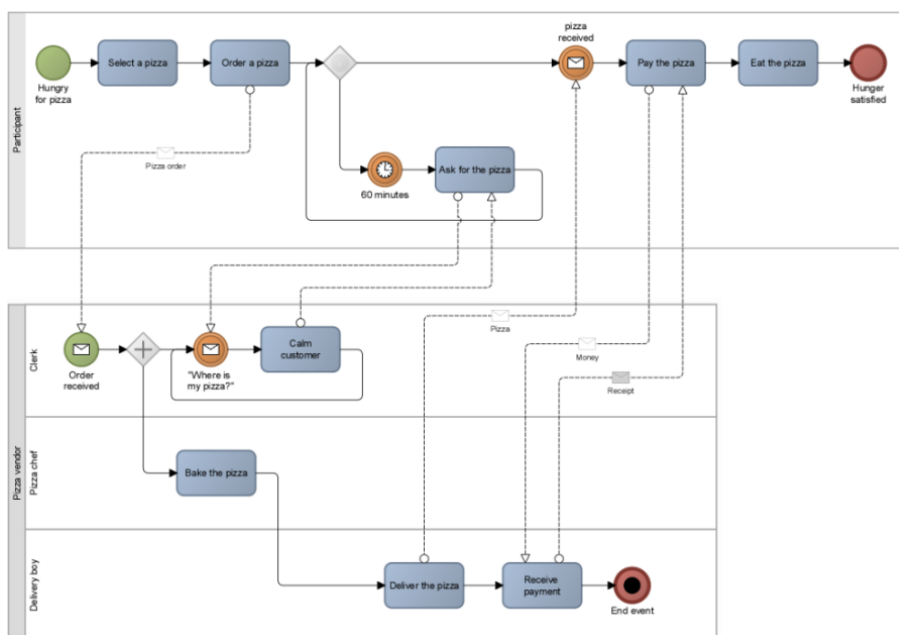 pizza
received
Select a pizza
Order a pizza
Pay the pizza
Eat the pizza
Hungry
for pizza
Hunger
satisfied
Participant
Pizza order
Ask for the pizza
60 minutes
Pizza
Money
Receipt
Pizza vendor
Clerk
Calm
customer
Order
received
"Where is
my pizza?"
Pizza chef
Bake the pizza
Delivery boy
Deliver the pizza
Receive
payment
End event